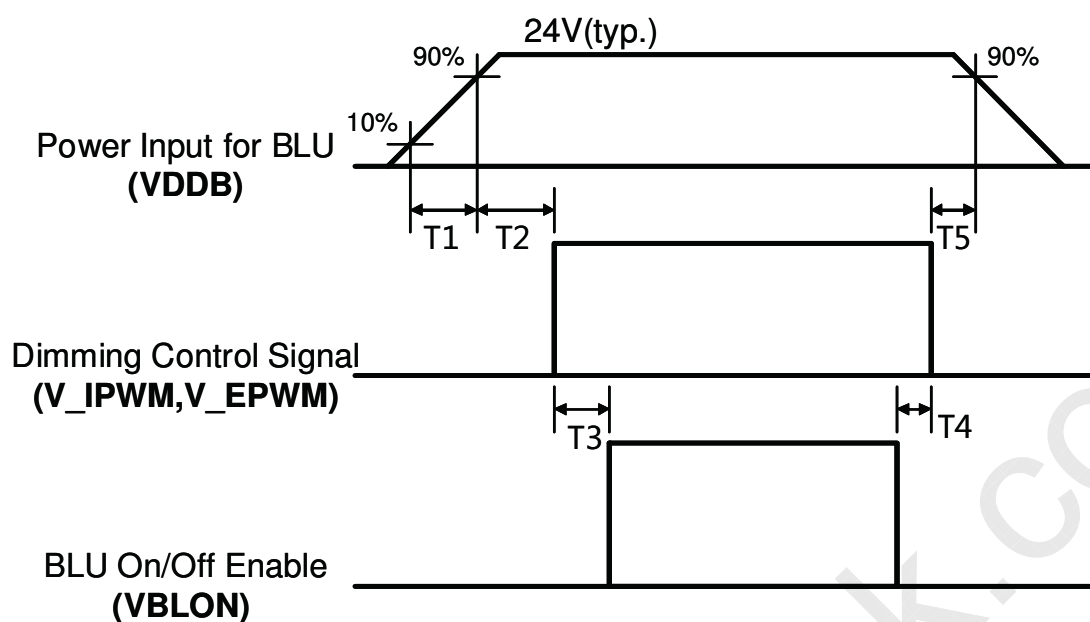 24V(typ.)
90%
90%
10%
Power Input for BLU
(VDDB)
T1
T2
T5
Dimming Control Signal
(V_IPWM,V_EPWM)
T3
T4
BLU On/Off Enable
(VBLON)
k.co